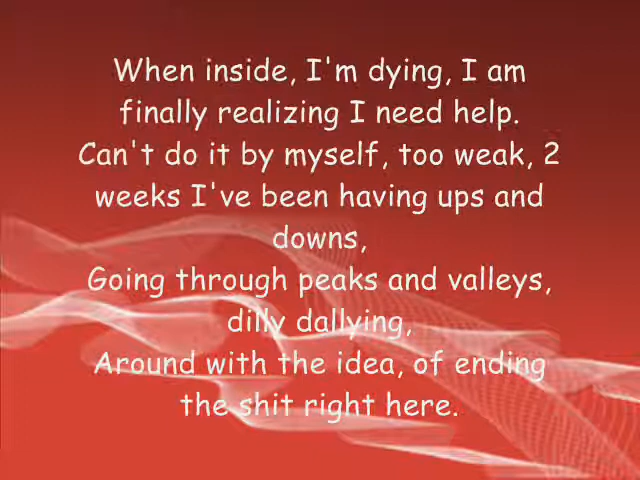 When inside, I'm dying, I am
finally realizing I need help.
Can't do it by myself, too weak, 2
weeks I've been having ups and
downs,
Going through peaks and valleys,
dilly dallying,
Around with the idea, of ending
the shit right here.